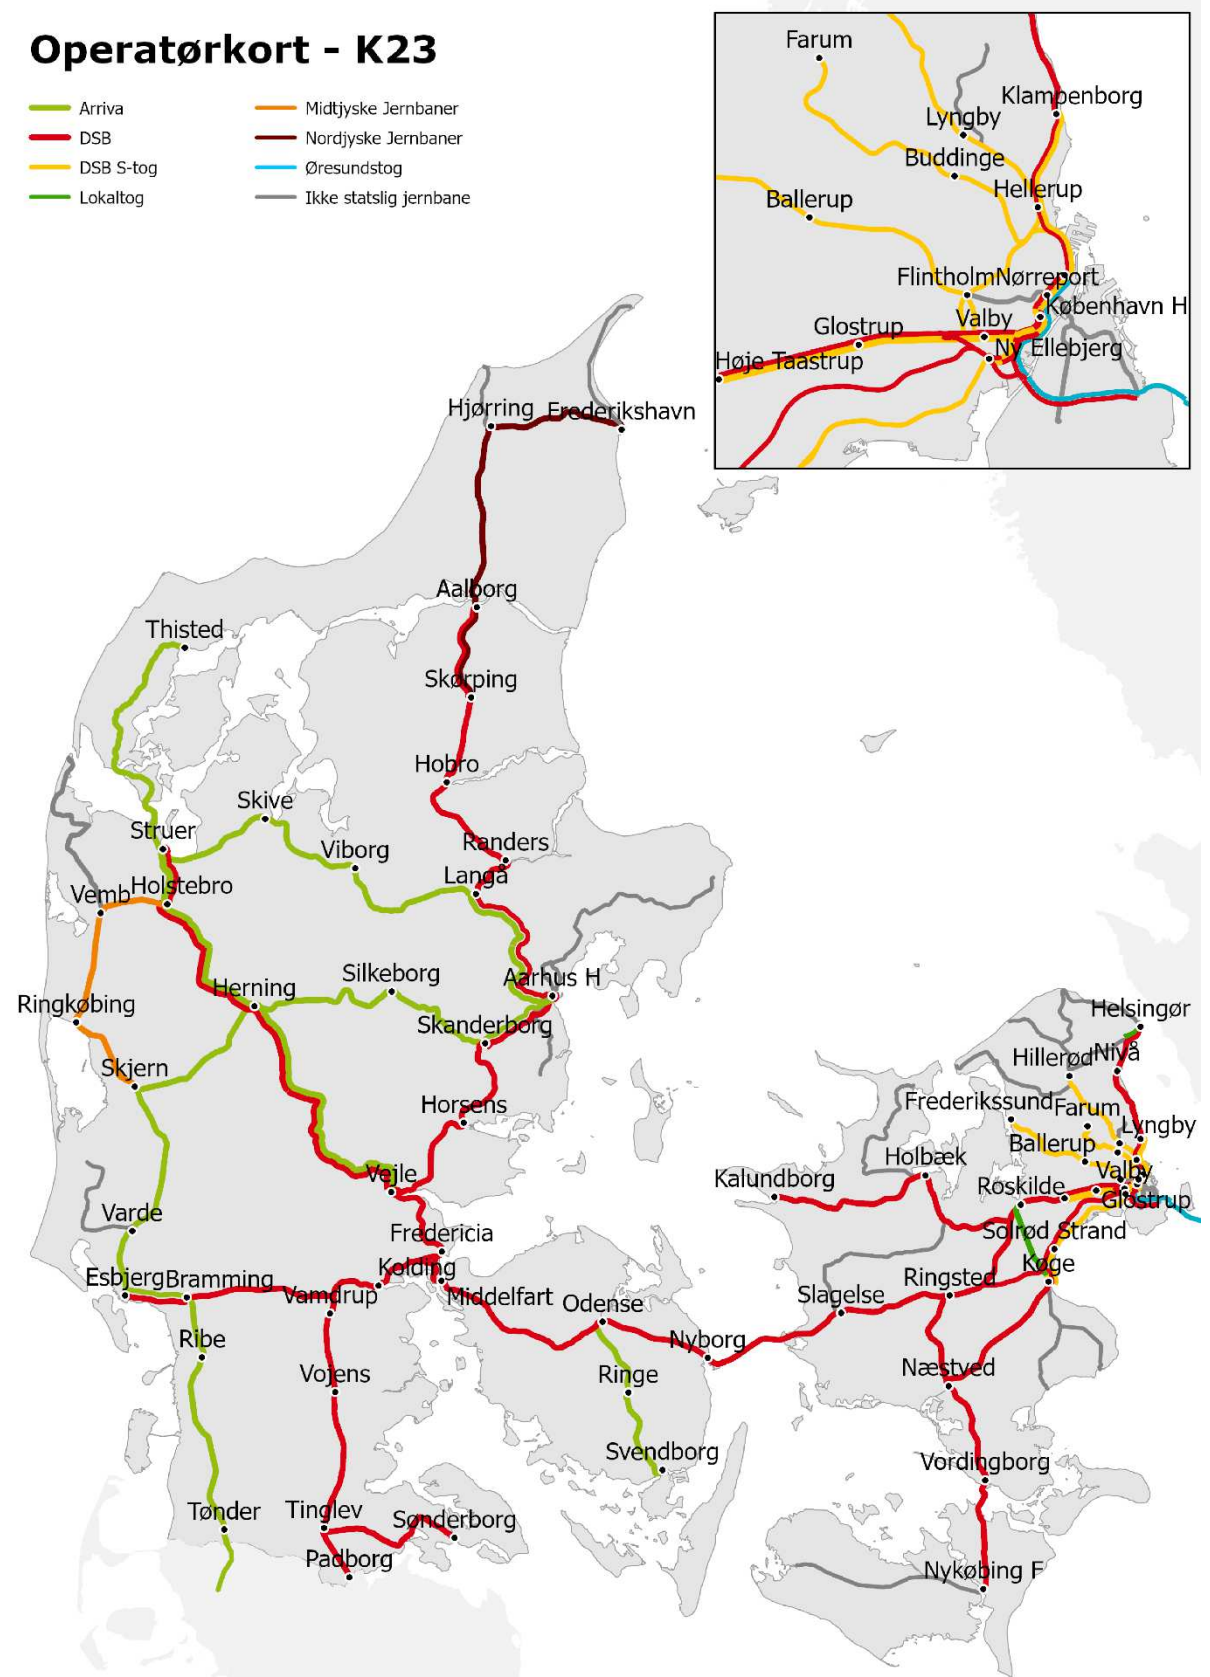 Operatørkort - K23
Arriva
DSB
DSB S-tog
Lokaltog
Midtjyske Jernbaner
Nordjyske Jernbaner
Øresundstog
Ikke statslig jernbane
Farum
Klampenborg
Lyngby
Buddinge
Hellerup
Ballerup
Flintholm
Nørreport
København H
Valby
Glostrup
Ny Ellebjerg
Høje Taastrup
Hjørring
Frederikshavn
Aalborg
Thisted
Skørping
Hobro
Skive
Struer
Viborg
Randers
Langå
Holstebro
Vemb
Silkeborg
Aarhus H
Herning
Ringkøbing
Skanderborg
Skjern
Horsens
Vejle
Varde
Fredericia
Kolding
Esbjerg
Bramming
Vamdrup
Middelfart
Odense
Nyborg
Ribe
Vojens
Ringe
Svendborg
Tønder
Tinglev
Sønderborg
Padborg
Helsingør
Hillerød
Nivå
Frederikssund
Farum
Lyngby
Ballerup
Holbæk
Valby
Kalundborg
Roskilde
Glostrup
Solrød Strand
Køge
Ringsted
Slagelse
Næstved
Vordingborg
Nykøbing F